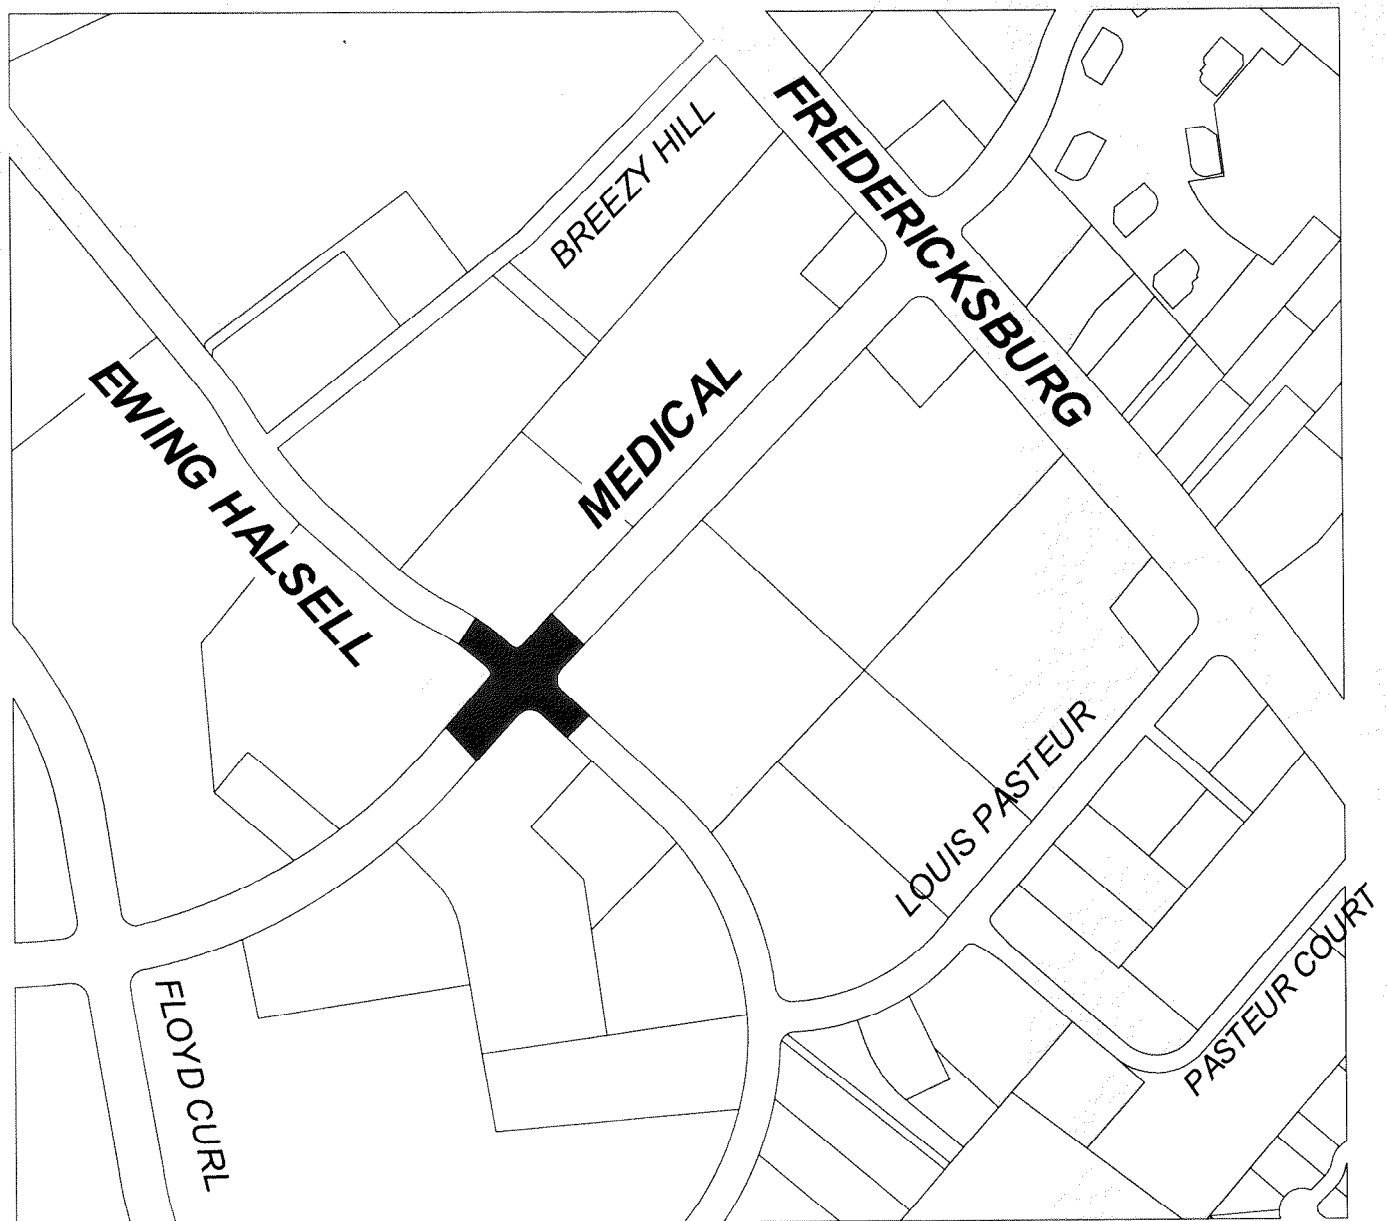 FREDERICKSBURG
BREEZY HILL
EWING HALSELL
MEDICAL
LOUIS PASTEUR
PASTEUR COURT
FLOYD CURL